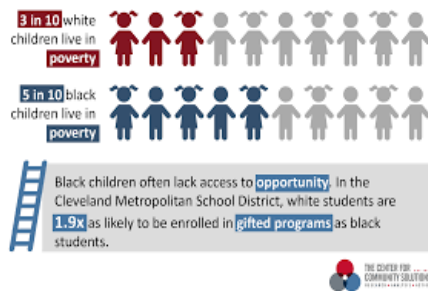 3 in 10 white
children live in
poverty
5 in 10 black
children live in
poverty
Black children often lack access to opportunity. In the
Cleveland Metropolitan School District, white students are
1.9x as likely to be enrolled in gifted programs as black
students.
THE CENTER FOR
COMMUNITY SOLUTIONS